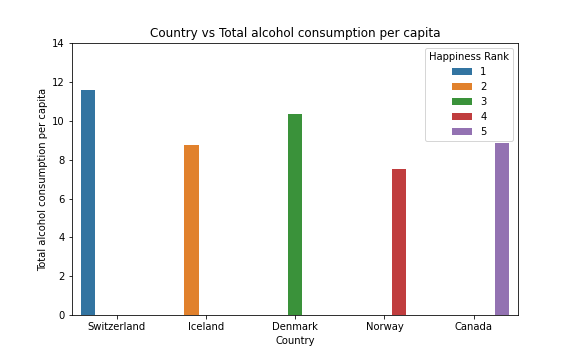 Country vs Total alcohol consumption per capita
Total alcohol consumption per capita
14
12
10
8
6
4
2
0
Happiness Rank
1
2
3
4
5
Switzerland Iceland Denmark Norway Canada
Country